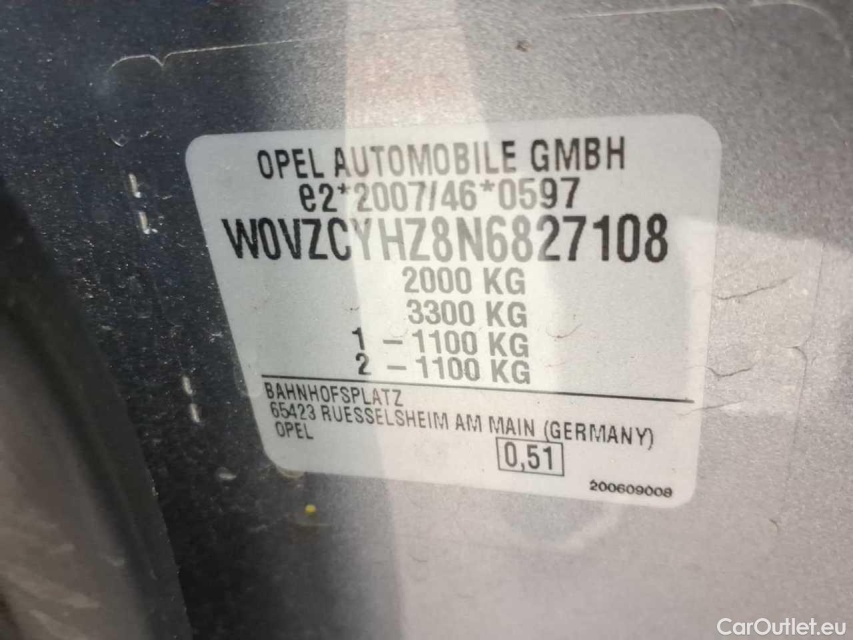 OPEL AUTOMOBILE GMBH
e2*2007/46*0597
W0VZCYHZ8N6827108
2000 KG
3300 KG
1 – 1100 KG
2 – 1100 KG
BAHNHOFSPLATZ
65423 RUESSELSHEIM AM MAIN (GERMANY)
OPEL
0,51
200609009
CarOutlet.eu